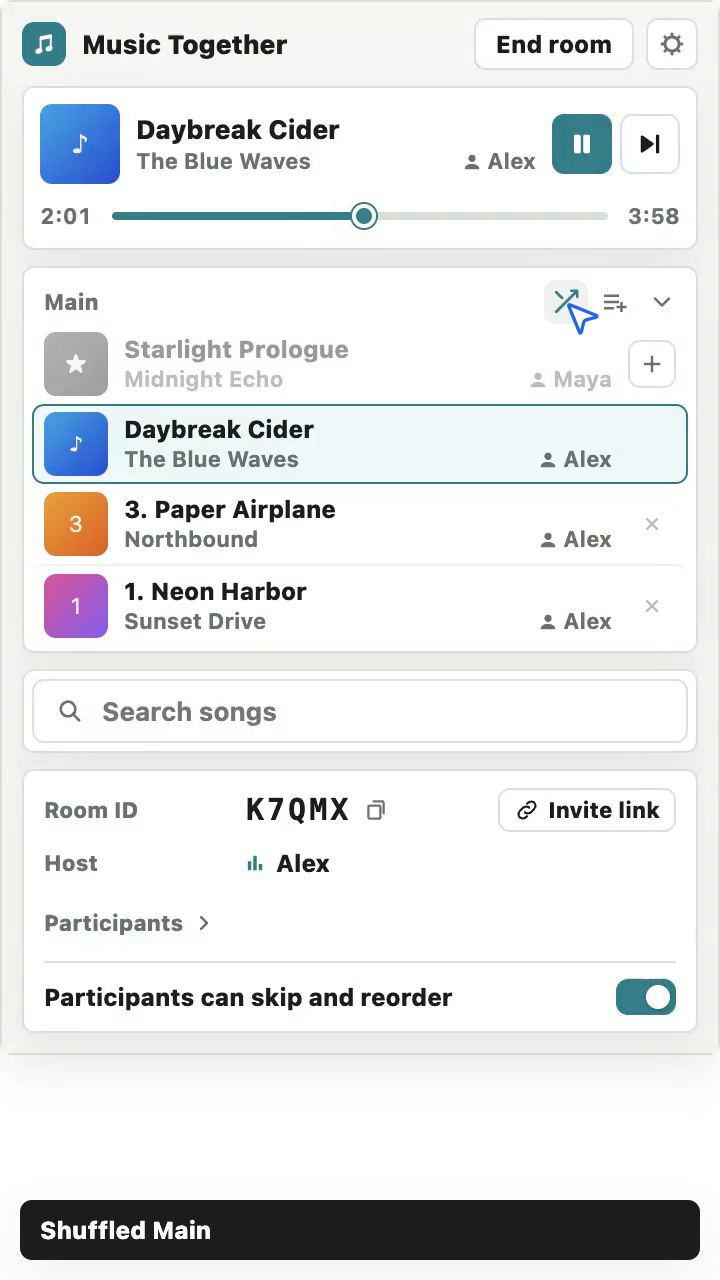 Music Together
End room
Daybreak Cider
The Blue Waves
Alex
2:01
3:58
Main
Starlight Prologue
Midnight Echo
Maya
Daybreak Cider
The Blue Waves
Alex
3
3. Paper Airplane
Northbound
Alex
1
1. Neon Harbor
Sunset Drive
Alex
Search songs
Room ID
K7QMX
Invite link
Host
Alex
Participants
Participants can skip and reorder
Shuffled Main